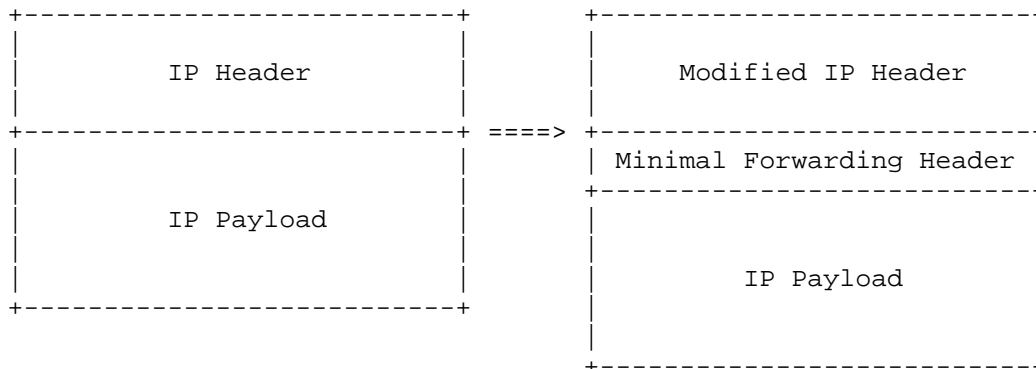 IP Header
Modified IP Header
====>
Minimal Forwarding Header
IP Payload
IP Payload